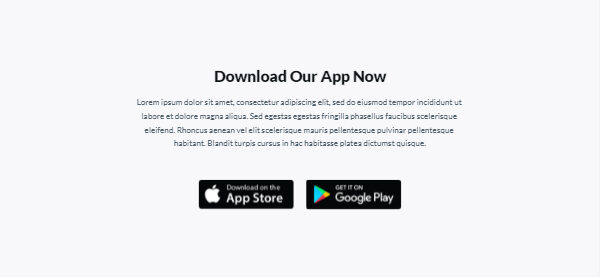 Download Our App Now
Lorem ipsum dolor sit amet, consectetur adipiscing elit, sed do eiusmod tempor incididunt ut
labore et dolore magna aliqua. Sed egestas egestas fringilla phasellus faucibus scelerisque
eleifend. Rhoncus aenean vel elit scelerisque mauris pellentesque pulvinar pellentesque
habitant. Blandit turpis cursus in hac habitasse platea dictumst quisque.
Download on the
App Store
GET IT ON
Google Play